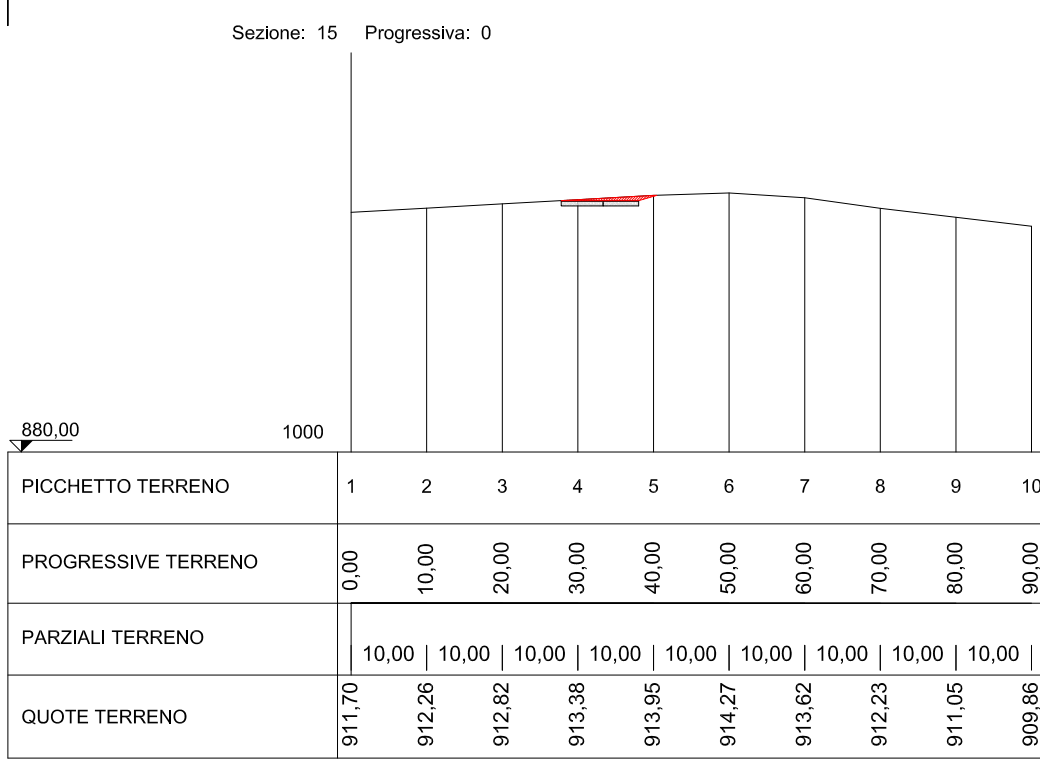 Sezione: 15 Progressiva: 0
880,00 1000
PICCHETTO TERRENO 1 2 3 4 5 6 7 8 9 10
PROGRESSIVE TERRENO 0,00 10,00 20,00 30,00 40,00 50,00 60,00 70,00 80,00 90,00
PARZIALI TERRENO 10,00 10,00 10,00 10,00 10,00 10,00 10,00 10,00 10,00
QUOTE TERRENO 911,70 912,26 912,82 913,38 913,95 914,27 913,62 912,23 911,05 909,86